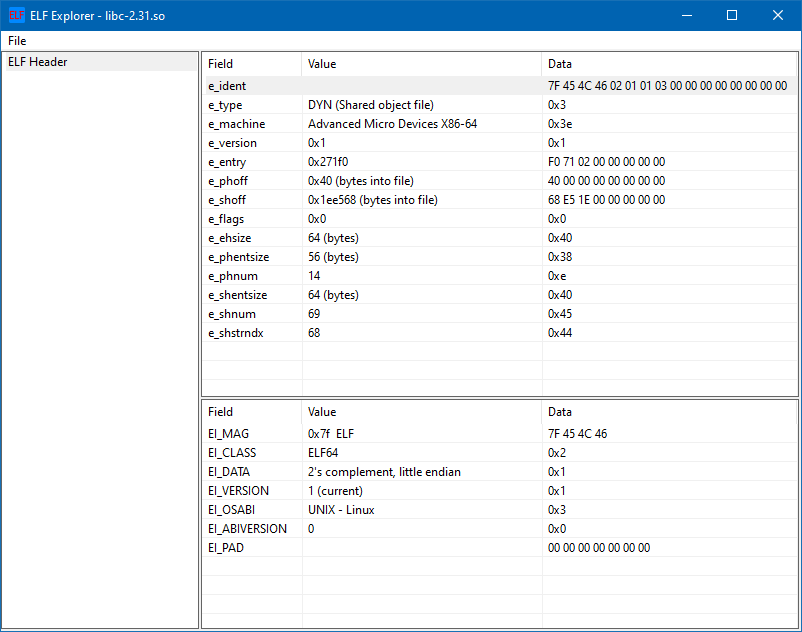 ELF ELF Explorer - libc-2.31.so
File
ELF Header
Field Value Data
e_ident 7F 45 4C 46 02 01 01 03 00 00 00 00 00 00 00 00
e_type DYN (Shared object file) 0x3
e_machine Advanced Micro Devices X86-64 0x3e
e_version 0x1 0x1
e_entry 0x271f0 F0 71 02 00 00 00 00 00
e_phoff 0x40 (bytes into file) 40 00 00 00 00 00 00 00
e_shoff 0x1ee568 (bytes into file) 68 E5 1E 00 00 00 00 00
e_flags 0x0 0x0
e_ehsize 64 (bytes) 0x40
e_phentsize 56 (bytes) 0x38
e_phnum 14 0xe
e_shentsize 64 (bytes) 0x40
e_shnum 69 0x45
e_shstrndx 68 0x44
Field Value Data
EI_MAG 0x7f ELF 7F 45 4C 46
EI_CLASS ELF64 0x2
EI_DATA 2's complement, little endian 0x1
EI_VERSION 1 (current) 0x1
EI_OSABI UNIX - Linux 0x3
EI_ABIVERSION 0 0x0
EI_PAD 00 00 00 00 00 00 00